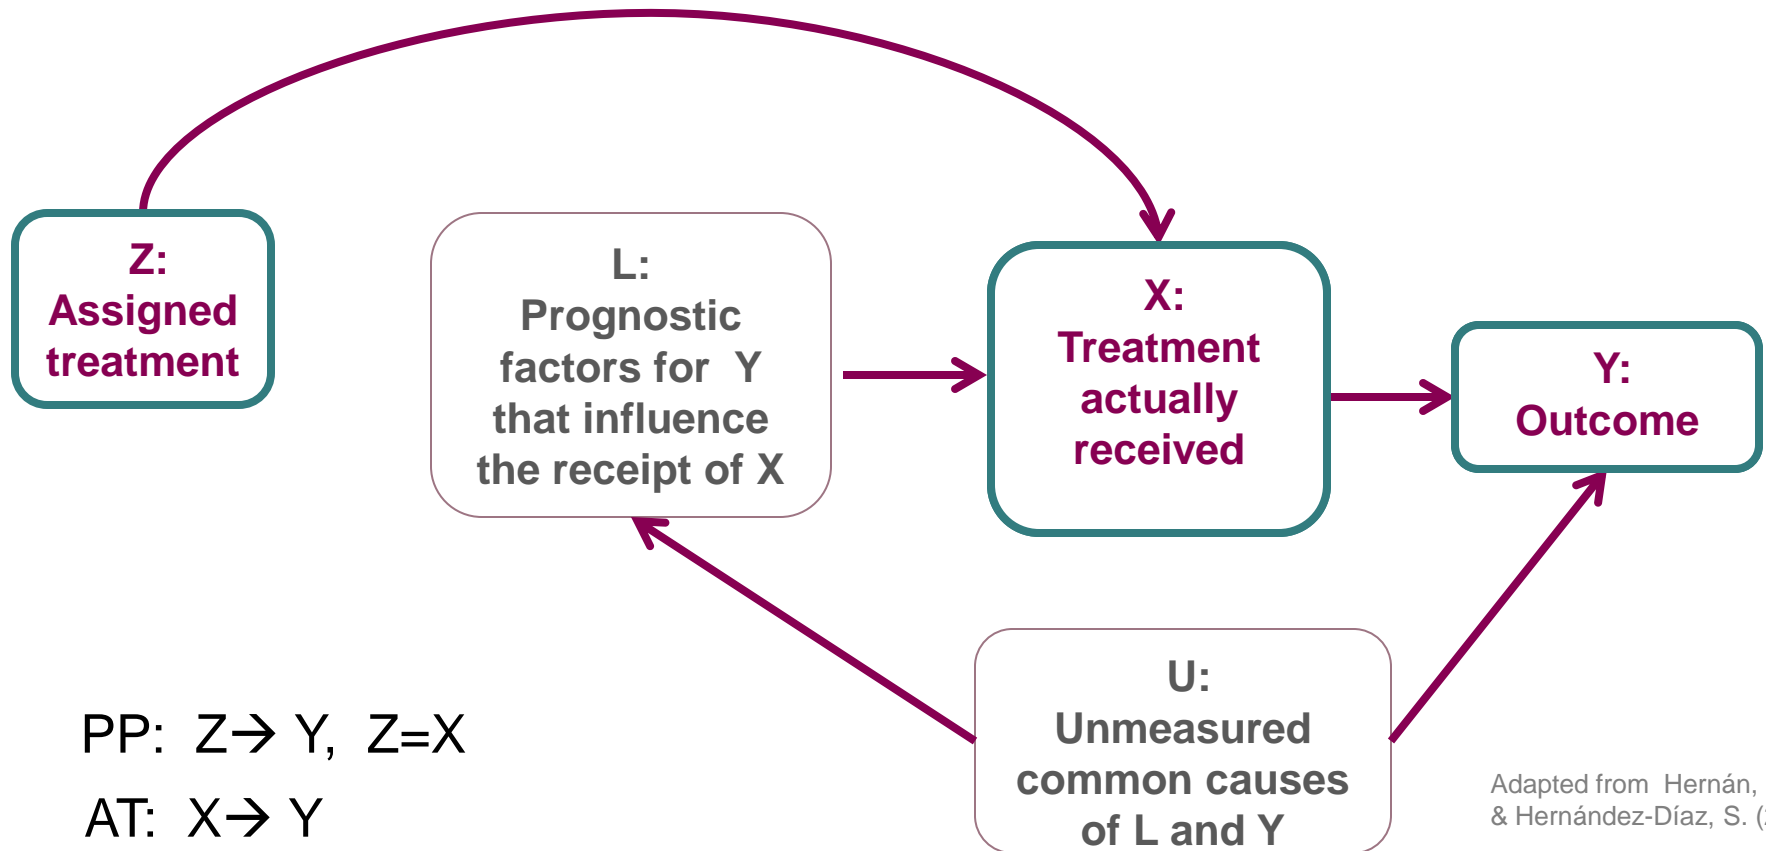 Z:
Assigned
treatment
L:
Prognostic
factors for Y
that influence
the receipt of X
X:
Treatment
actually
received
Y:
Outcome
U:
Unmeasured
common causes
of L and Y
PP: Z→ Y, Z=X
AT: X→ Y
Adapted from Hernán,
& Hernández-Díaz, S. (